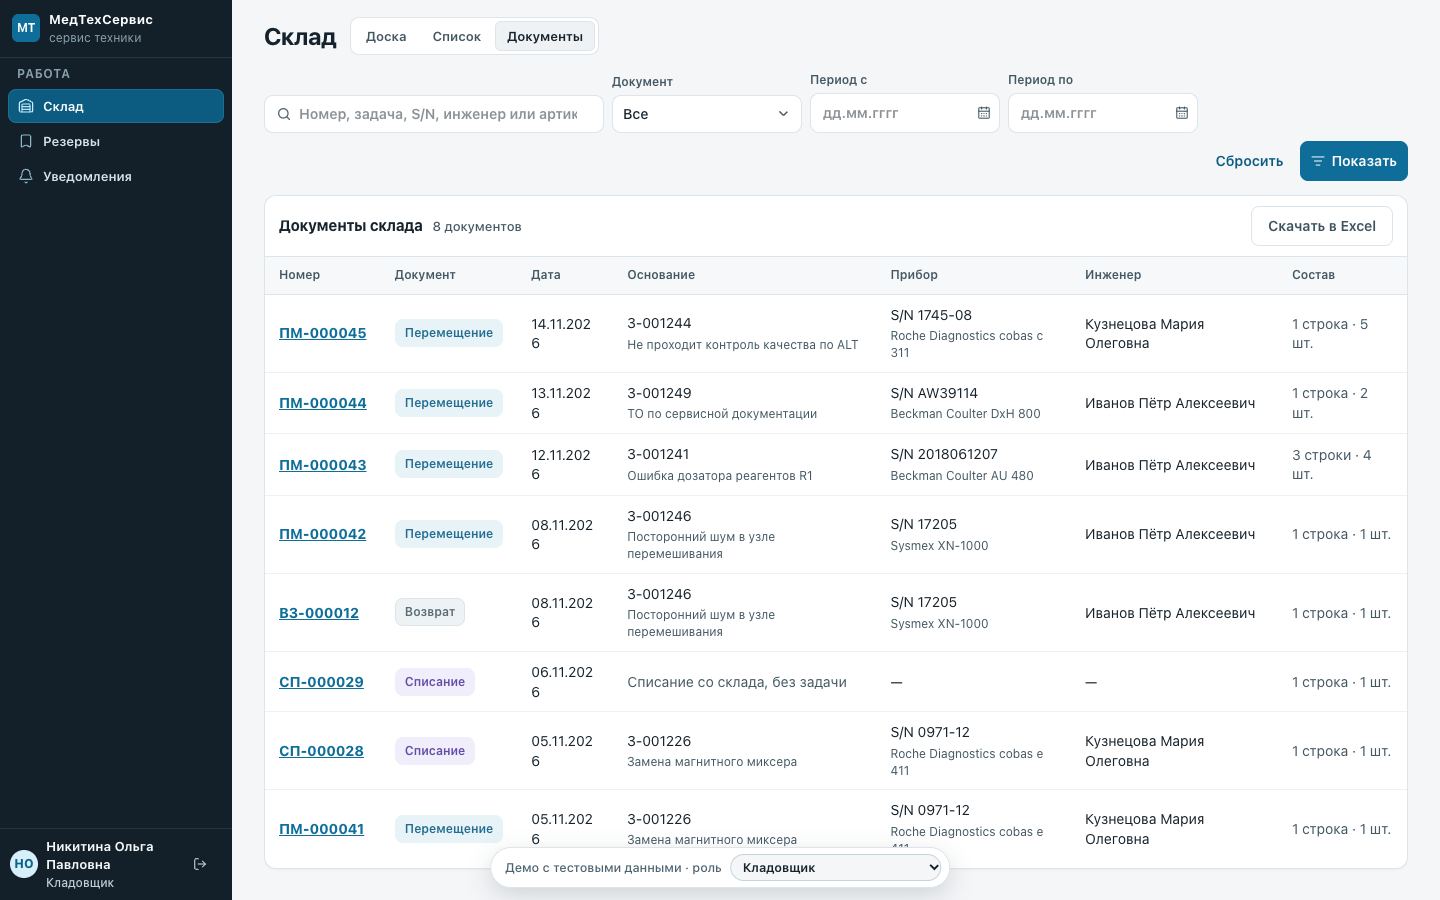 МТ
МедТехСервис
сервис техники
РАБОТА
Склад
Резервы
Уведомления
НО
Никитина Ольга
Павловна
Кладовщик
Склад
Доска
Список
Документы
Номер, задача, S/N, инженер или артик
Документ
Все
Период с
дд.мм.гггг
Период по
дд.мм.гггг
Сбросить
Показать
Документы склада 8 документов
Скачать в Excel
Номер Документ Дата Основание Прибор Инженер Состав
ПМ-000045
Перемещение
14.11.202
6
З-001244
Не проходит контроль качества по ALT
S/N 1745-08
Roche Diagnostics cobas c
311
Кузнецова Мария
Олеговна
1 строка · 5
шт.
ПМ-000044
Перемещение
13.11.202
6
З-001249
ТО по сервисной документации
S/N AW39114
Beckman Coulter DxH 800
Иванов Пётр Алексеевич
1 строка · 2
шт.
ПМ-000043
Перемещение
12.11.202
6
З-001241
Ошибка дозатора реагентов R1
S/N 2018061207
Beckman Coulter AU 480
Иванов Пётр Алексеевич
3 строки · 4
шт.
ПМ-000042
Перемещение
08.11.202
6
З-001246
Посторонний шум в узле
перемешивания
S/N 17205
Sysmex XN-1000
Иванов Пётр Алексеевич
1 строка · 1 шт.
ВЗ-000012
Возврат
08.11.202
6
З-001246
Посторонний шум в узле
перемешивания
S/N 17205
Sysmex XN-1000
Иванов Пётр Алексеевич
1 строка · 1 шт.
СП-000029
Списание
06.11.202
6
Списание со склада, без задачи
—
—
1 строка · 1 шт.
СП-000028
Списание
05.11.202
6
З-001226
Замена магнитного миксера
S/N 0971-12
Roche Diagnostics cobas e
411
Кузнецова Мария
Олеговна
1 строка · 1 шт.
ПМ-000041
Перемещение
05.11.202
6
З-001226
Замена магнитного миксера
S/N 0971-12
Roche Diagnostics cobas e
Кузнецова Мария
Олеговна
1 строка · 1 шт.
Демо с тестовыми данными · роль
Кладовщик